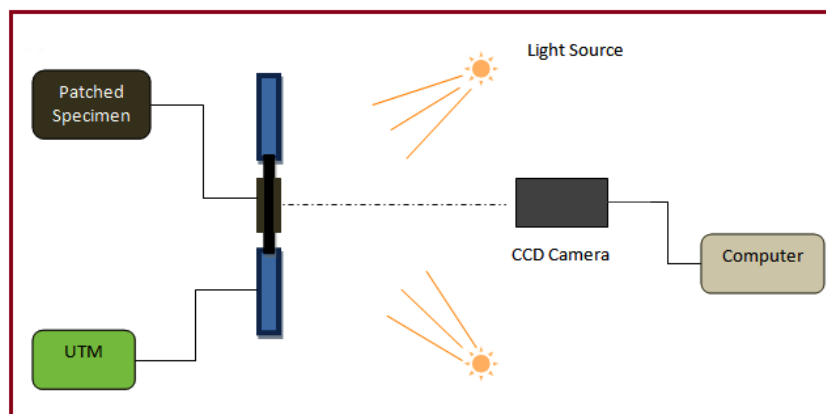 Light Source
Patched
Specimen
CCD Camera
Computer
UTM